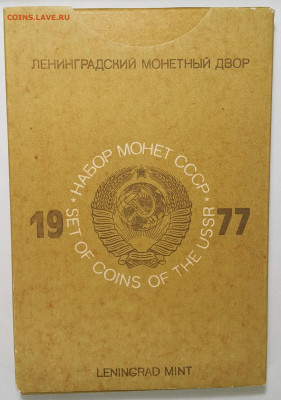 COINS.LAVE.RU
ЛЕНИНГРАДСКИЙ МОНЕТНЫЙ ДВОР
* НАБОР МОНЕТ СССР *
19 77
SET OF COINS OF THE USSR
LENINGRAD MINT